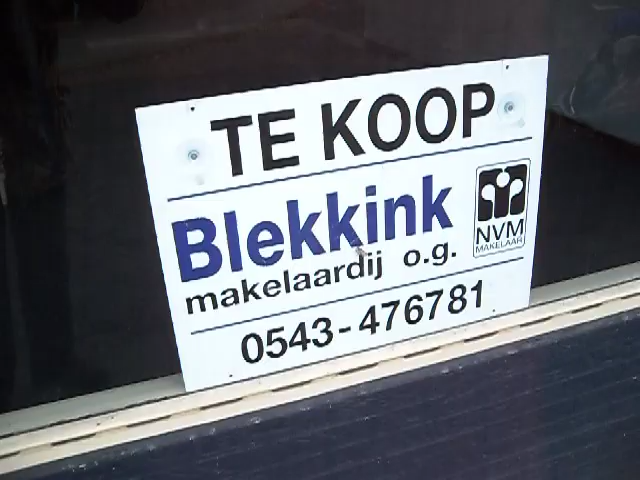 TE KOOP
Blekkink
makelaardij o.g.
NVM
MAKELAAR
0543-476781